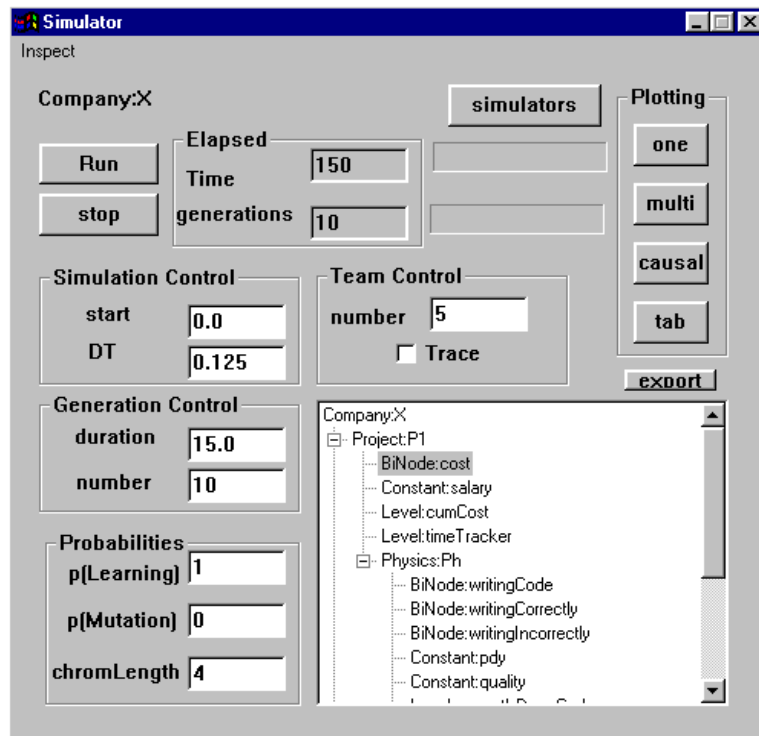 Simulator
Inspect
Company:X
simulators
Plotting
one
multi
causal
tab
export
Run
stop
Elapsed
Time 150
generations 10
Simulation Control
start 0.0
DT 0.125
Team Control
number 5
Trace
Generation Control
duration 15.0
number 10
Probabilities
p(Learning) 1
p(Mutation) 0
chromLength 4
Company:X
Project:P1
BiNode:cost
Constant:salary
Level:cumCost
Level:timeTracker
Physics:Ph
BiNode:writingCode
BiNode:writingCorrectly
BiNode:writingIncorrectly
Constant:pdy
Constant:quality